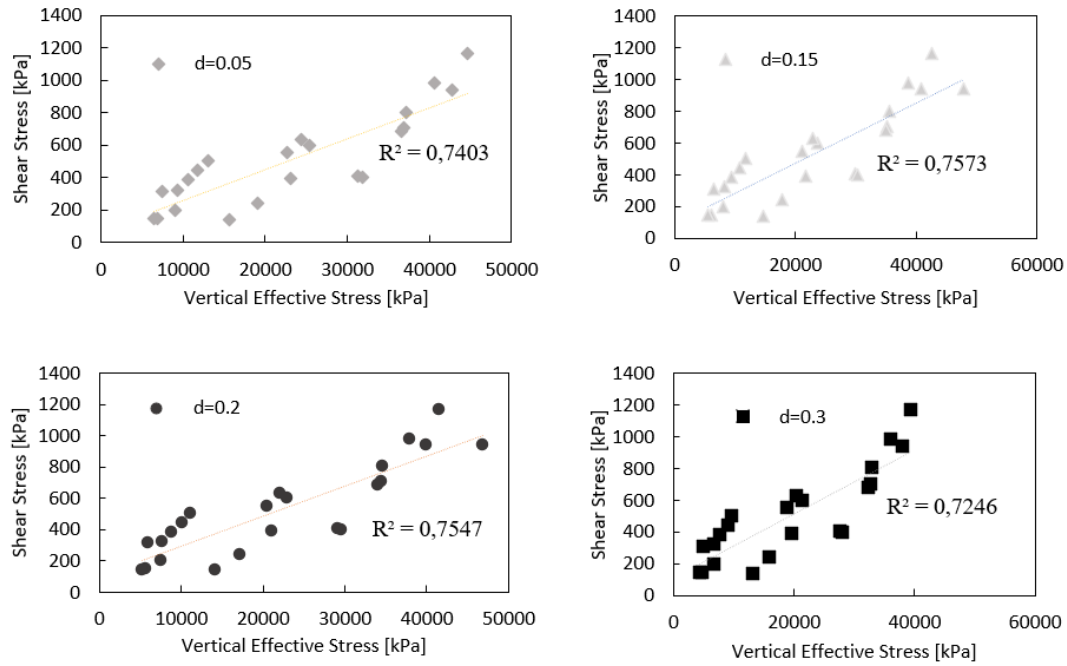 1400
1200
1000
800
600
400
200
0
Shear Stress [kPa]
d=0.05
R² = 0,7403
0 10000 20000 30000 40000 50000
Vertical Effective Stress [kPa]
1400
1200
1000
800
600
400
200
0
Shear Stress [kPa]
d=0.15
R² = 0,7573
0 20000 40000 60000
Vertical Effective Stress [kPa]
1400
1200
1000
800
600
400
200
0
Shear Stress [kPa]
d=0.2
R² = 0,7547
0 10000 20000 30000 40000 50000
Vertical Effective Stress [kPa]
1400
1200
1000
800
600
400
200
0
Shear Stress [kPa]
d=0.3
R² = 0,7246
0 20000 40000 60000
Vertical Effective Stress [kPa]